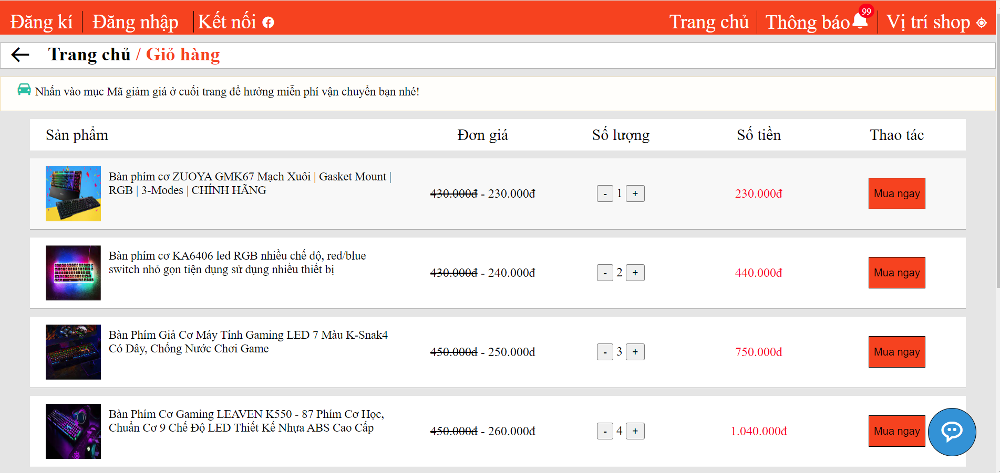 Đăng kí Đăng nhập Kết nối Trang chủ Thông báo 99 Vị trí shop
Trang chủ / Giỏ hàng
Nhấn vào mục Mã giảm giá ở cuối trang để hưởng miễn phí vận chuyển bạn nhé!
Sản phẩm Đơn giá Số lượng Số tiền Thao tác
Bàn phím cơ ZUOYA GMK67 Mạch Xuôi | Gasket Mount |
RGB | 3-Modes | CHÍNH HÃNG
430.000đ - 230.000đ - 1 + 230.000đ Mua ngay
Bàn phím cơ KA6406 led RGB nhiều chế độ, red/blue
switch nhỏ gọn tiện dụng sử dụng nhiều thiết bị
430.000đ - 240.000đ - 2 + 440.000đ Mua ngay
Bàn Phím Giả Cơ Máy Tính Gaming LED 7 Màu K-Snak4
Có Dây, Chống Nước Chơi Game
450.000đ - 250.000đ - 3 + 750.000đ Mua ngay
Bàn Phím Cơ Gaming LEAVEN K550 - 87 Phím Cơ Học,
Chuẩn Cơ 9 Chế Độ LED Thiết Kế Nhựa ABS Cao Cấp
450.000đ - 260.000đ - 4 + 1.040.000đ Mua ngay